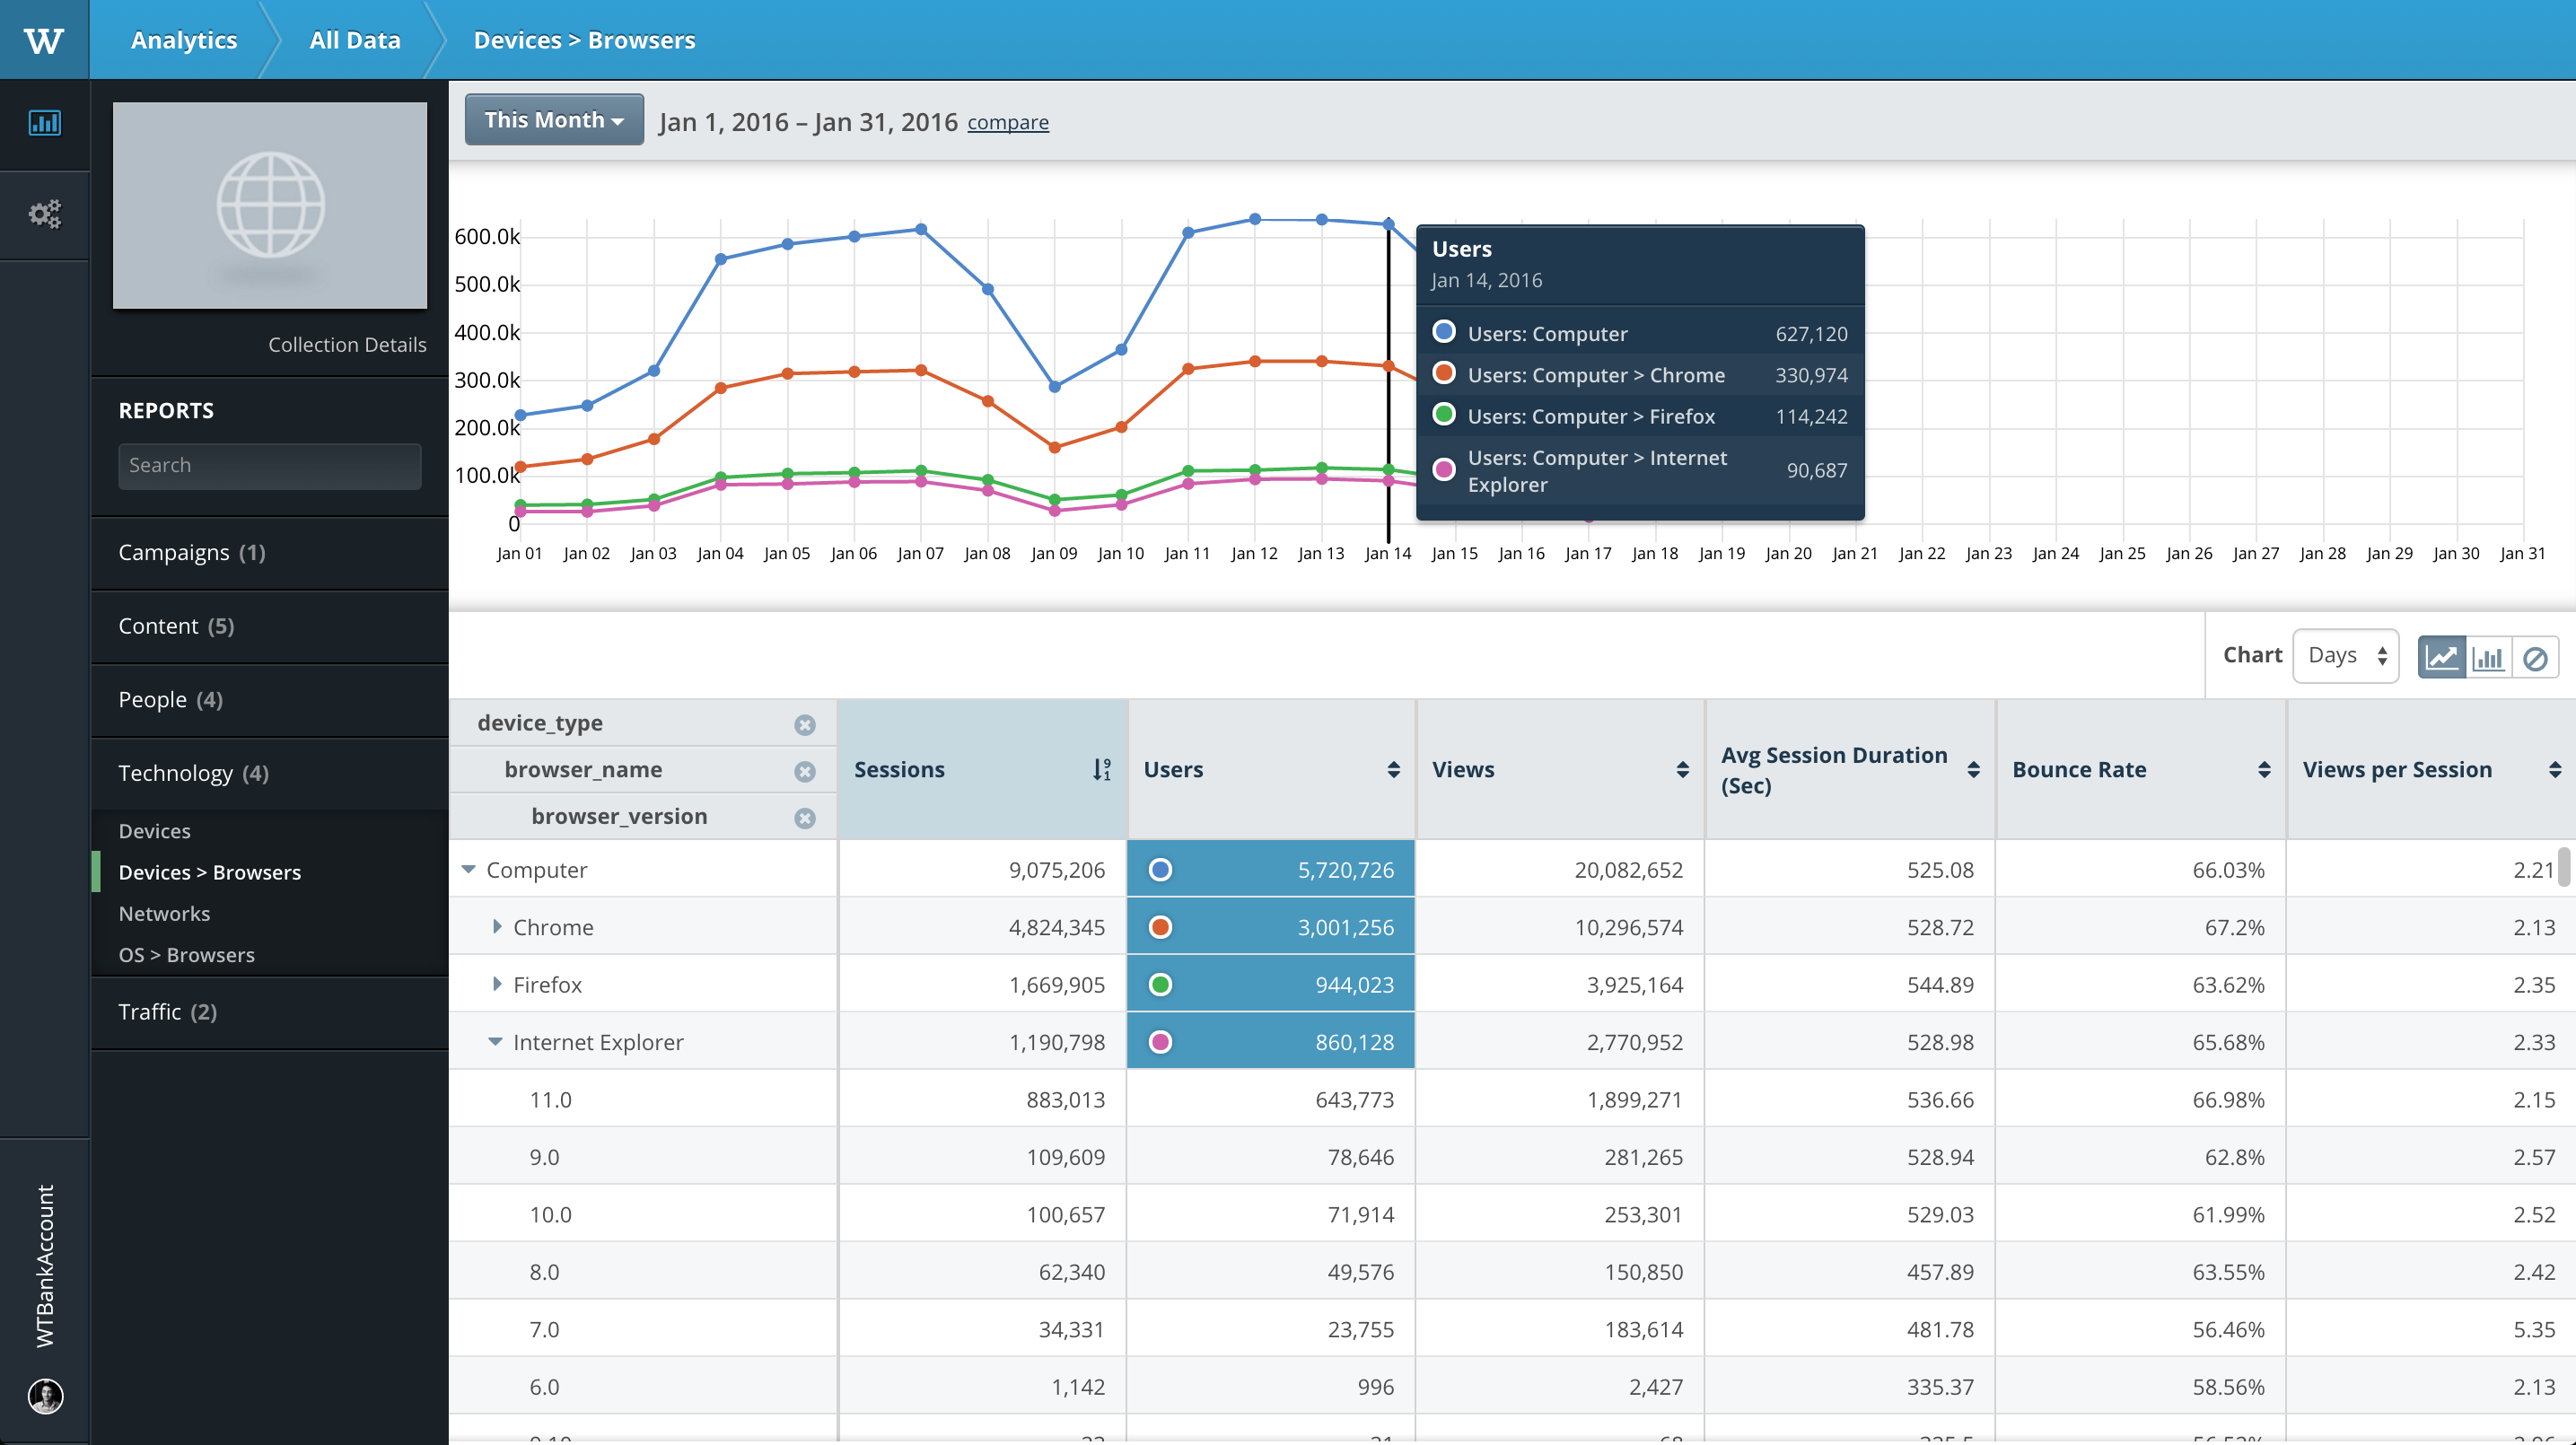 W
Analytics
All Data
Devices > Browsers
This Month
Jan 1, 2016 – Jan 31, 2016 compare
Collection Details
REPORTS
Search
Campaigns (1)
Content (5)
People (4)
Technology (4)
Devices
Devices > Browsers
Networks
OS > Browsers
Traffic (2)
WTBankAccount
600.0k
500.0k
400.0k
300.0k
200.0k
100.0k
0
Jan 01 Jan 02 Jan 03 Jan 04 Jan 05 Jan 06 Jan 07 Jan 08 Jan 09 Jan 10 Jan 11 Jan 12 Jan 13 Jan 14 Jan 15 Jan 16 Jan 17 Jan 18 Jan 19 Jan 20 Jan 21 Jan 22 Jan 23 Jan 24 Jan 25 Jan 26 Jan 27 Jan 28 Jan 29 Jan 30 Jan 31
Users
Jan 14, 2016
Users: Computer 627,120
Users: Computer > Chrome 330,974
Users: Computer > Firefox 114,242
Users: Computer > Internet
Explorer 90,687
Chart Days
device_type
browser_name
browser_version
Sessions
Users
Views
Avg Session Duration
(Sec)
Bounce Rate
Views per Session
Computer 9,075,206 5,720,726 20,082,652 525.08 66.03% 2.21
Chrome 4,824,345 3,001,256 10,296,574 528.72 67.2% 2.13
Firefox 1,669,905 944,023 3,925,164 544.89 63.62% 2.35
Internet Explorer 1,190,798 860,128 2,770,952 528.98 65.68% 2.33
11.0 883,013 643,773 1,899,271 536.66 66.98% 2.15
9.0 109,609 78,646 281,265 528.94 62.8% 2.57
10.0 100,657 71,914 253,301 529.03 61.99% 2.52
8.0 62,340 49,576 150,850 457.89 63.55% 2.42
7.0 34,331 23,755 183,614 481.78 56.46% 5.35
6.0 1,142 996 2,427 335.37 58.56% 2.13